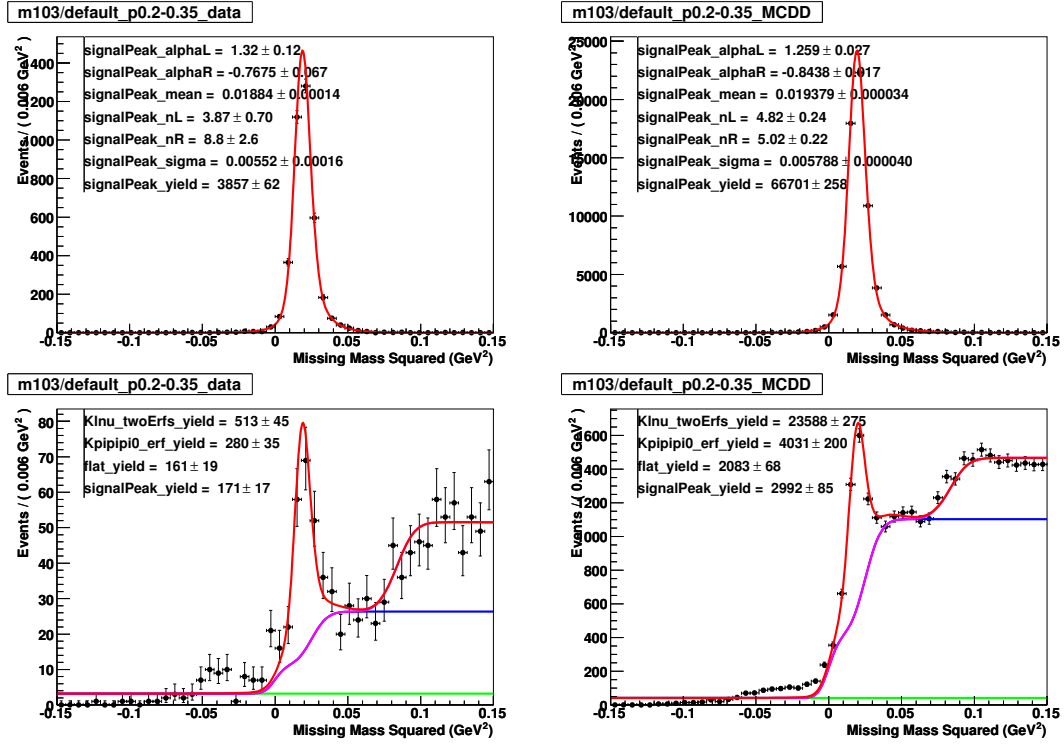 m103/default_p0.2-0.35_data
signalPeak_alphaL = 1.32 ± 0.12
signalPeak_alphaR = -0.7675 ± 0.067
signalPeak_mean = 0.01884 ± 0.00014
signalPeak_nL = 3.87 ± 0.70
signalPeak_nR = 8.8 ± 2.6
signalPeak_sigma = 0.00552 ± 0.00016
signalPeak_yield = 3857 ± 62
Events / ( 0.006 GeV²)
1400
1200
1000
800
600
400
200
0
-0.15 -0.1 -0.05 0 0.05 0.1 0.15
Missing Mass Squared (GeV²)
m103/default_p0.2-0.35_MCDD
signalPeak_alphaL = 1.259 ± 0.027
signalPeak_alphaR = -0.8438 ± 0.017
signalPeak_mean = 0.019379 ± 0.000034
signalPeak_nL = 4.82 ± 0.24
signalPeak_nR = 5.02 ± 0.22
signalPeak_sigma = 0.005788 ± 0.000040
signalPeak_yield = 66701 ± 258
Events / ( 0.006 GeV²)
25000
20000
15000
10000
5000
0
-0.15 -0.1 -0.05 0 0.05 0.1 0.15
Missing Mass Squared (GeV²)
m103/default_p0.2-0.35_data
Klnu_twoErfs_yield = 513 ± 45
Kpipipi0_erf_yield = 280 ± 35
flat_yield = 161 ± 19
signalPeak_yield = 171 ± 17
Events / ( 0.006 GeV²)
80
70
60
50
40
30
20
10
0
-0.15 -0.1 -0.05 0 0.05 0.1 0.15
Missing Mass Squared (GeV²)
m103/default_p0.2-0.35_MCDD
Klnu_twoErfs_yield = 23588 ± 275
Kpipipi0_erf_yield = 4031 ± 200
flat_yield = 2083 ± 68
signalPeak_yield = 2992 ± 85
Events / ( 0.006 GeV²)
1600
1400
1200
1000
800
600
400
200
0
-0.15 -0.1 -0.05 0 0.05 0.1 0.15
Missing Mass Squared (GeV²)